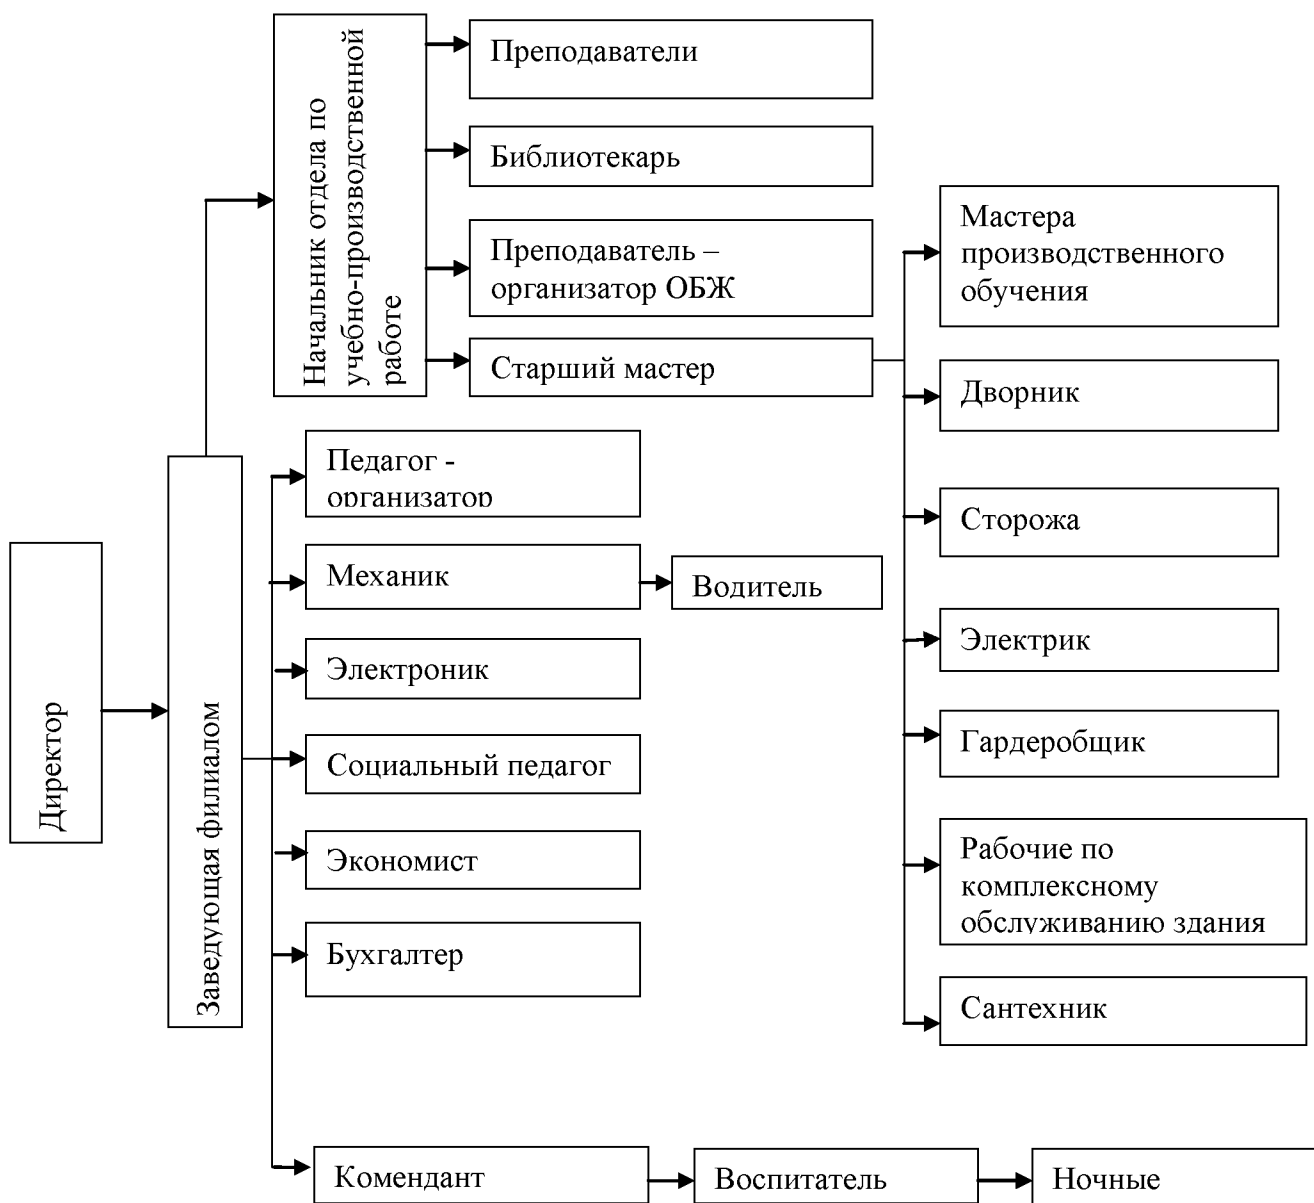 Директор
Заведующая филиалом
Начальник отдела по
учебно-производственной
работе
Преподаватели
Библиотекарь
Преподаватель –
организатор ОБЖ
Старший мастер
Мастера
производственного
обучения
Дворник
Сторожа
Электрик
Гардеробщик
Рабочие по
комплексному
обслуживанию здания
Сантехник
Педагог -
организатор
Механик
Водитель
Электроник
Социальный педагог
Экономист
Бухгалтер
Комендант
Воспитатель
Ночные